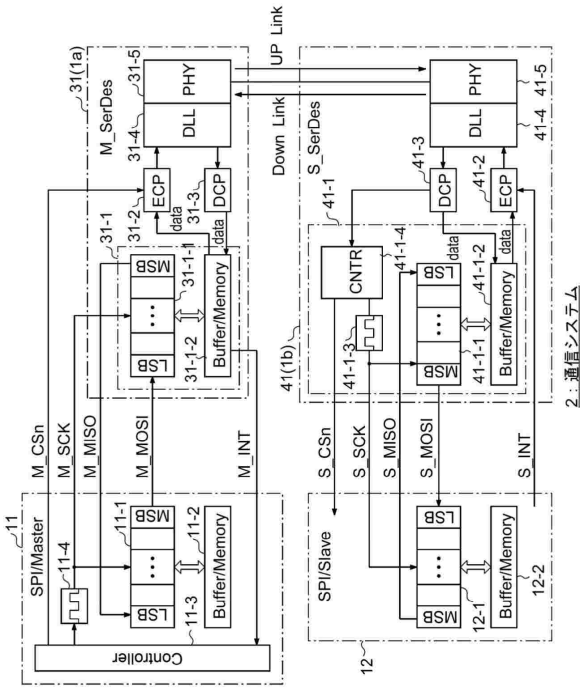 11
SPI/Master
Controller
11-3
11-4
11-1
LSB
...
MSB
Buffer/Memory
11-2
M_CSn
M_SCK
M_MISO
M_MOSI
M_INT
31(1a)
M_SerDes
31-1
LSB
...
MSB
31-1-1
31-1-2
Buffer/Memory
data
data
31-2
ECP
31-3
DCP
31-4
DLL
31-5
PHY
UP Link
Down Link
12
SPI/Slave
MSB
...
LSB
12-1
Buffer/Memory
12-2
S_CSn
S_SCK
S_MISO
S_MOSI
S_INT
41(1b)
S_SerDes
41-1
CNTR
41-1-4
41-1-3
MSB
...
LSB
41-1-1
41-1-2
Buffer/Memory
data
data
41-3
DCP
41-2
ECP
DLL
41-4
PHY
41-5
2：通信システム